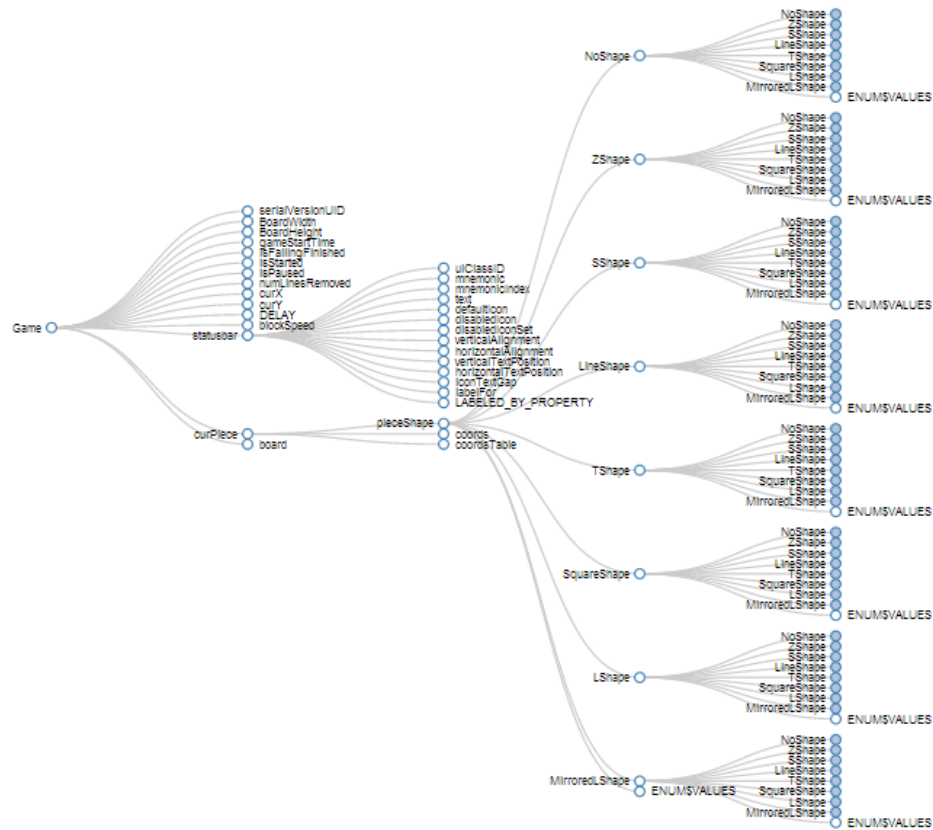 Game
serialVersionUID
BoardWidth
BoardHeight
gameStartTime
isFallingFinished
isStarted
isPaused
numLinesRemoved
curX
curY
DELAY
blockSpeed
statusbar
curPiece
board
uiClassID
mnemonic
mnemonicIndex
text
defaultIcon
disabledIcon
disabledIconSet
verticalAlignment
horizontalAlignment
verticalTextPosition
horizontalTextPosition
iconTextGap
labelFor
LABELED_BY_PROPERTY
pieceShape
coords
coordsTable
NoShape
ZShape
SShape
LineShape
TShape
SquareShape
LShape
MirroredLShape
ENUM$VALUES
NoShape
ZShape
SShape
LineShape
TShape
SquareShape
LShape
MirroredLShape
ENUM$VALUES
NoShape
ZShape
SShape
LineShape
TShape
SquareShape
LShape
MirroredLShape
ENUM$VALUES
NoShape
ZShape
SShape
LineShape
TShape
SquareShape
LShape
MirroredLShape
ENUM$VALUES
NoShape
ZShape
SShape
LineShape
TShape
SquareShape
LShape
MirroredLShape
ENUM$VALUES
NoShape
ZShape
SShape
LineShape
TShape
SquareShape
LShape
MirroredLShape
ENUM$VALUES
NoShape
ZShape
SShape
LineShape
TShape
SquareShape
LShape
MirroredLShape
ENUM$VALUES
NoShape
ZShape
SShape
LineShape
TShape
SquareShape
LShape
MirroredLShape
ENUM$VALUES
NoShape
ZShape
SShape
LineShape
TShape
SquareShape
LShape
MirroredLShape
ENUM$VALUES